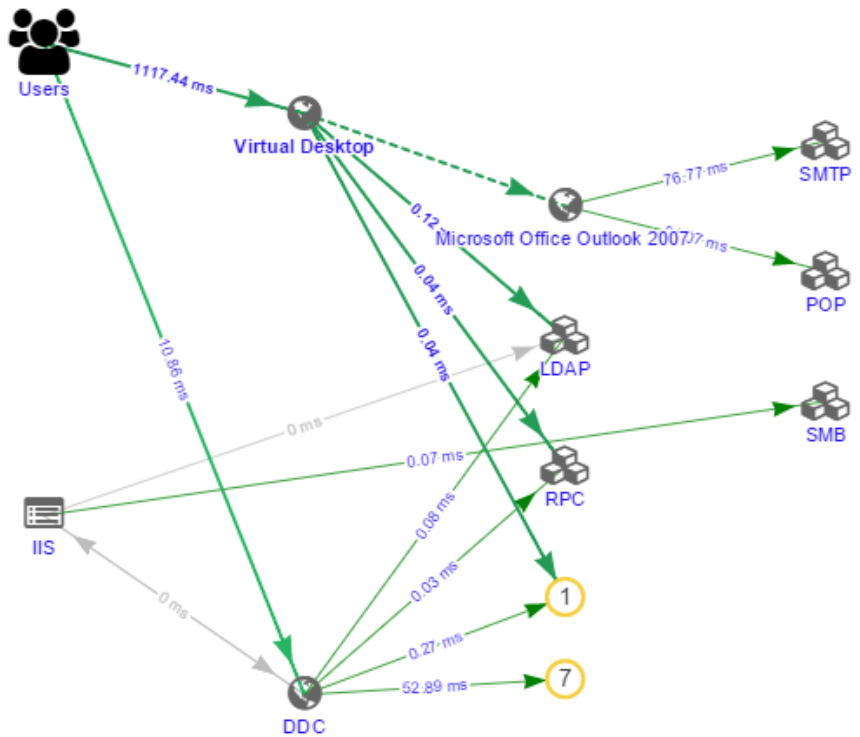 1117.44 ms
Users
Virtual Desktop
76.77 ms
SMTP
0.12
Microsoft Office Outlook 2007
ms
0.04 ms
POP
0.04 ms
10.86 ms
LDAP
0 ms
SMB
0.07 ms
RPC
0.08 ms
IIS
0.03 ms
0 ms
1
0.27 ms
7
52.89 ms
DDC